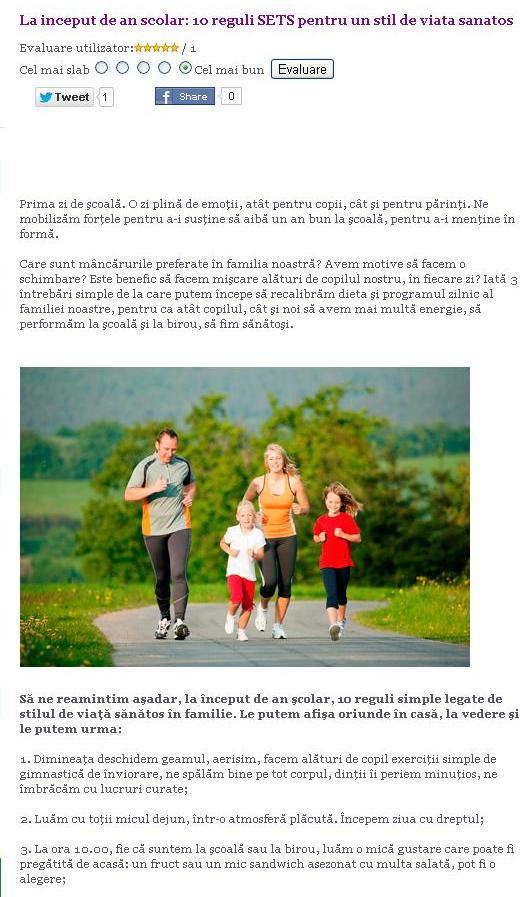 La inceput de an scolar: 10 reguli SETS pentru un stil de viata sanatos
Evaluare utilizator: / 1
Cel mai slab Cel mai bun Evaluare
Tweet 1 Share 0
Prima zi de şcoală. O zi plină de emoţii, atât pentru copii, cât şi pentru părinţi. Ne
mobilizăm forţele pentru a-i susţine să aibă un an bun la şcoală, pentru a-i menţine în
formă.
Care sunt mâncărurile preferate în familia noastră? Avem motive să facem o
schimbare? Este benefic să facem mişcare alături de copilul nostru, în fiecare zi? Iată 3
întrebări simple de la care putem începe să recalibrăm dieta şi programul zilnic al
familiei noastre, pentru ca atât copilul, cât şi noi să avem mai multă energie, să
performăm la şcoală şi la birou, să fim sănătoşi.
Să ne reamintim aşadar, la început de an şcolar, 10 reguli simple legate de
stilul de viaţă sănătos în familie. Le putem afişa oriunde în casă, la vedere şi
le putem urma:
1. Dimineaţa deschidem geamul, aerisim, facem alături de copil exerciţii simple de
gimnastică de înviorare, ne spălăm bine pe tot corpul, dinţii îi periem minuţios, ne
îmbrăcăm cu lucruri curate;
2. Luăm cu toţii micul dejun, într-o atmosferă plăcută. Începem ziua cu dreptul;
3. La ora 10.00, fie că suntem la şcoală sau la birou, luăm o mică gustare care poate fi
pregătită de acasă: un fruct sau un mic sandwich asezonat cu multa salată, pot fi o
alegere;